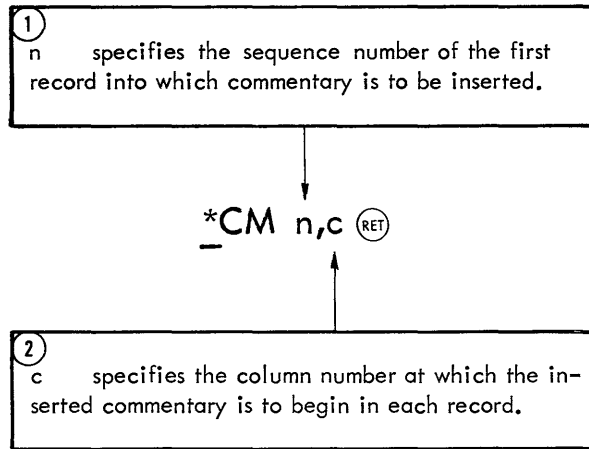 1
n specifies the sequence number of the first
record into which commentary is to be inserted.
*CM n,c RET
2
c specifies the column number at which the in-
serted commentary is to begin in each record.